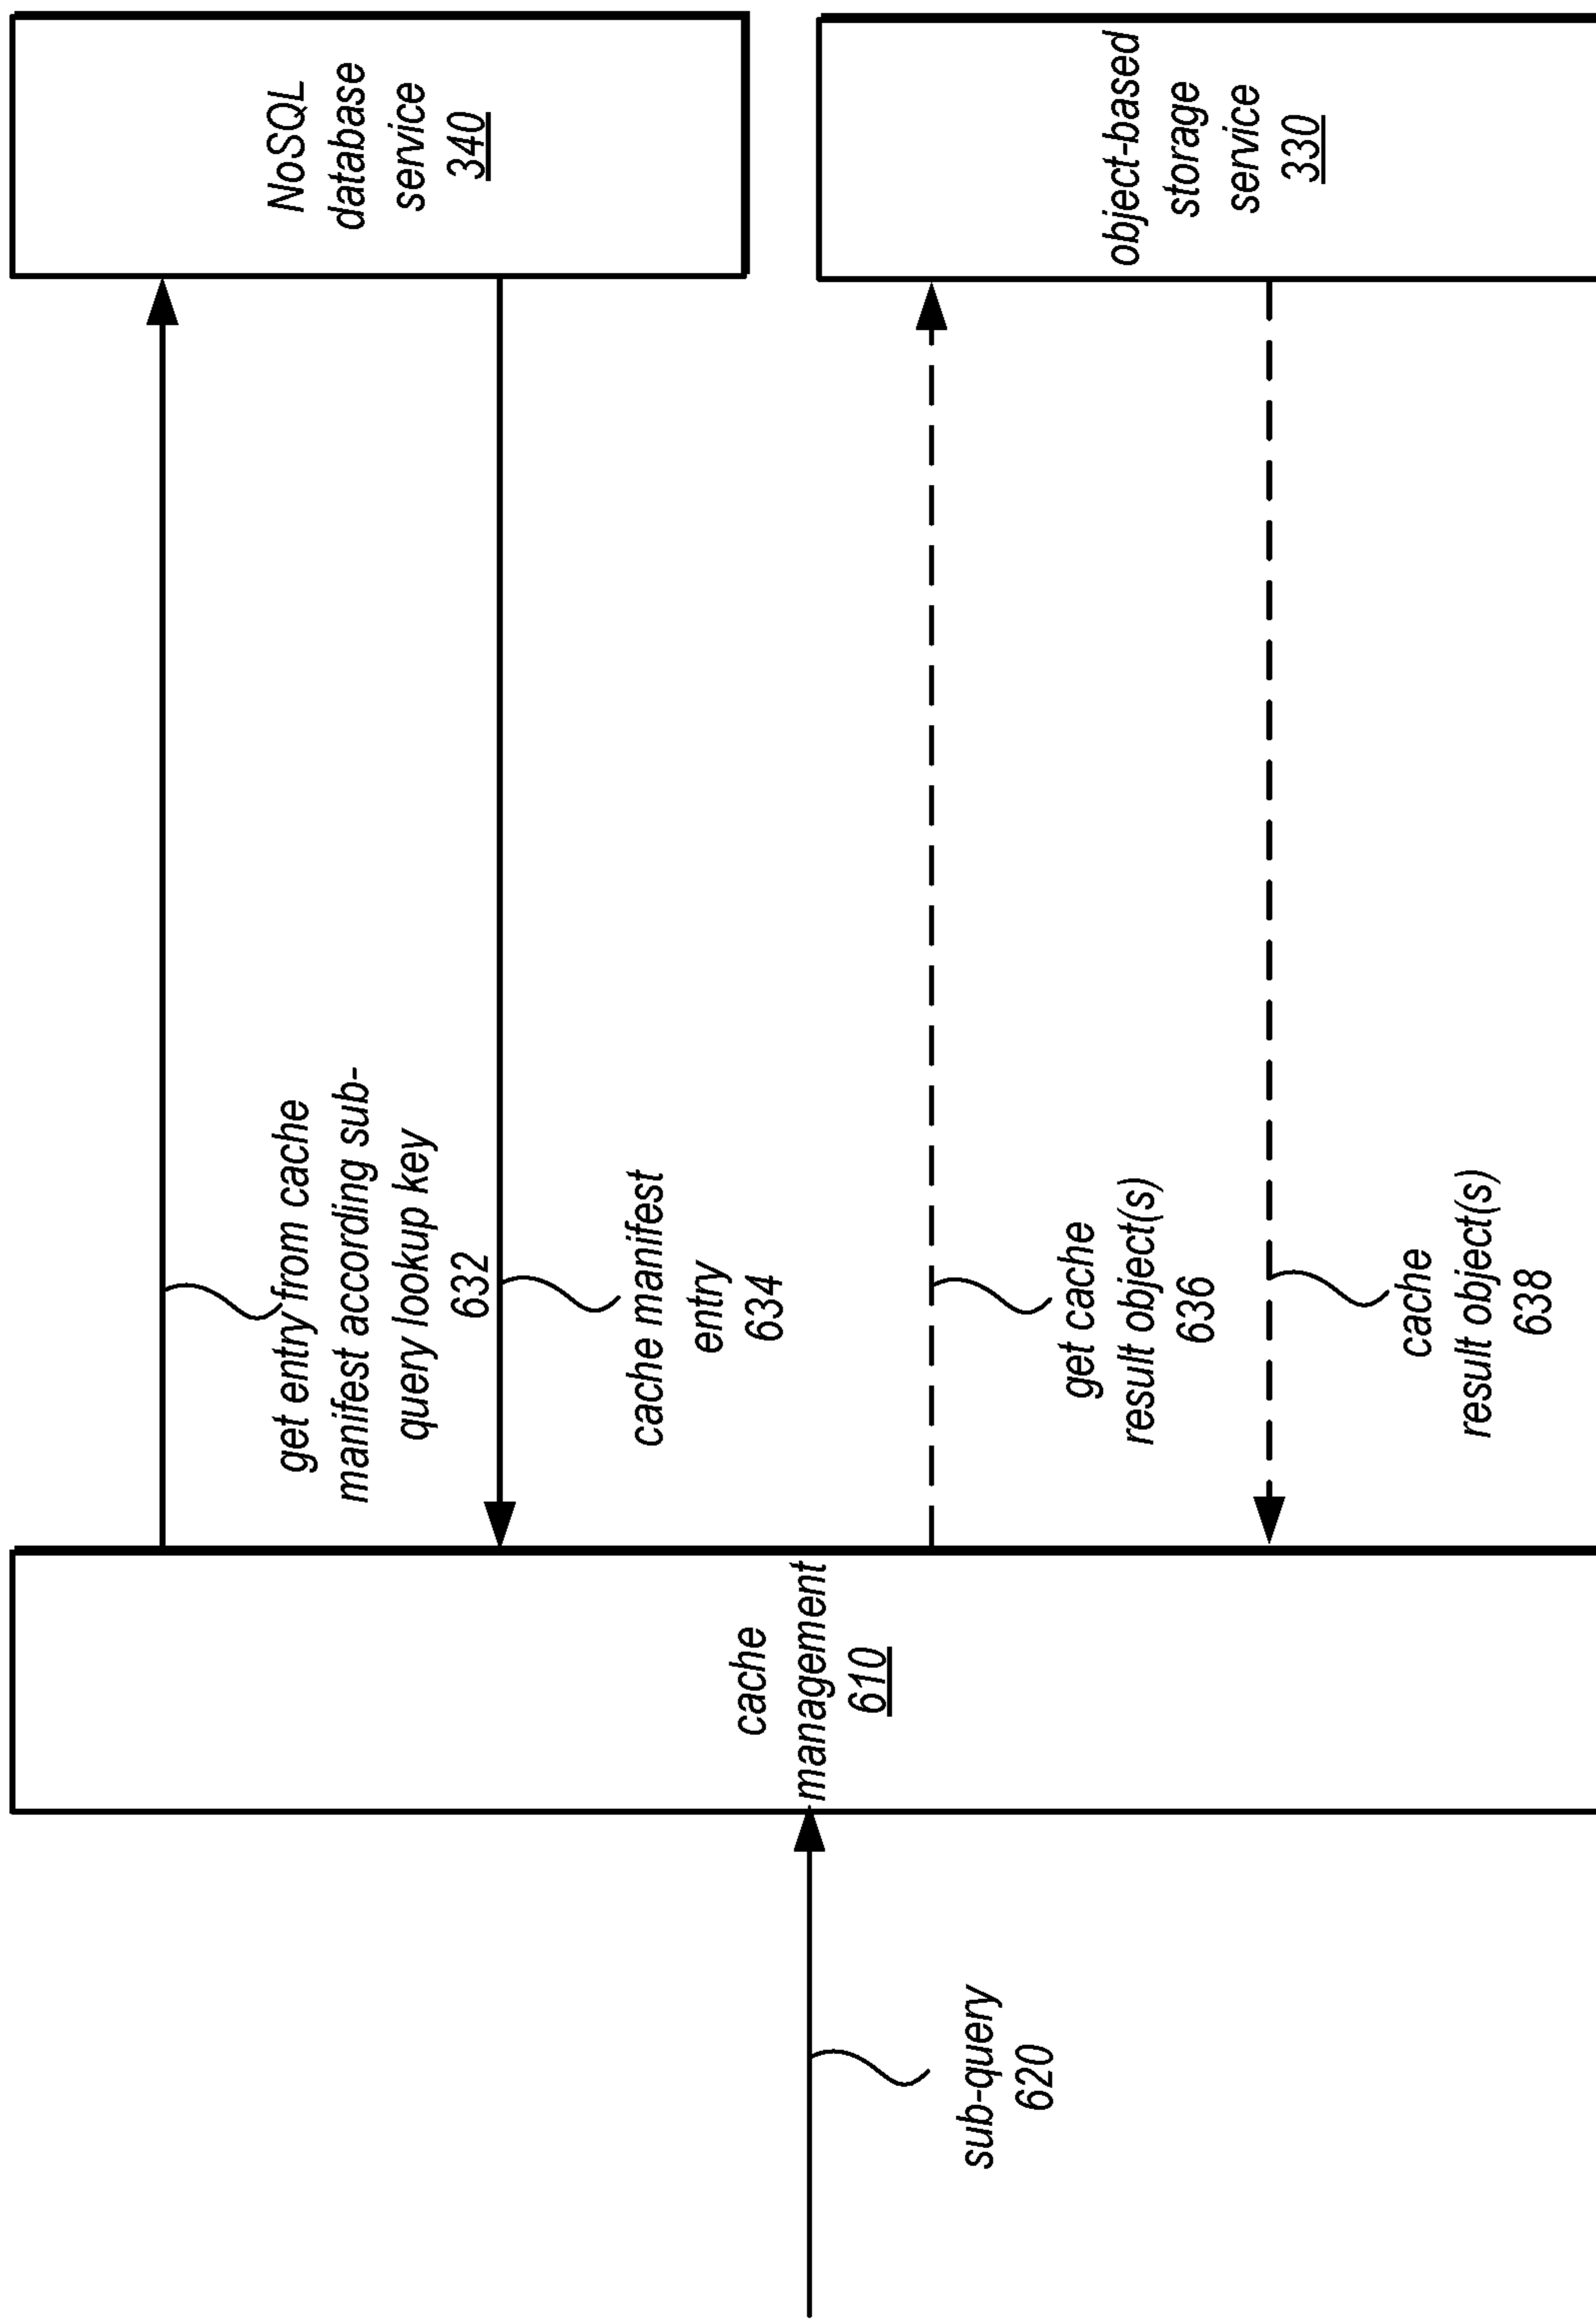 sub-query
620
cache
management
610
get entry from cache
manifest according sub-
query lookup key
632
cache manifest
entry
634
get cache
result object(s)
636
cache
result object(s)
638
NoSQL
database
service
340
object-based
storage
service
330